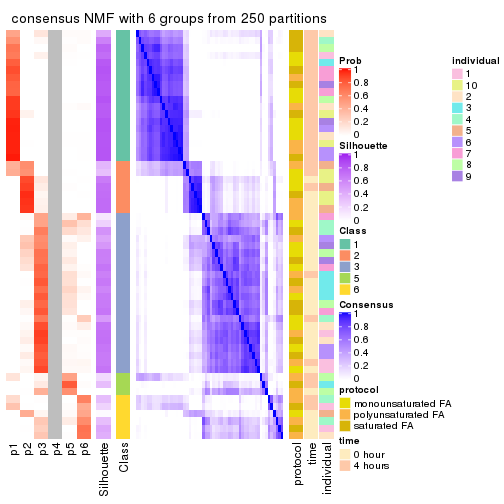 consensus NMF with 6 groups from 250 partitions
Prob
1
0.8
0.6
0.4
0.2
0
Silhouette
1
0.8
0.6
0.4
0.2
0
Class
1
2
3
5
6
Consensus
1
0.8
0.6
0.4
0.2
0
protocol
monounsaturated FA
polyunsaturated FA
saturated FA
time
0 hour
4 hours
individual
1
10
2
3
4
5
6
7
8
9
p1
p2
p3
p4
p5
p6
Silhouette
Class
protocol
time
individual